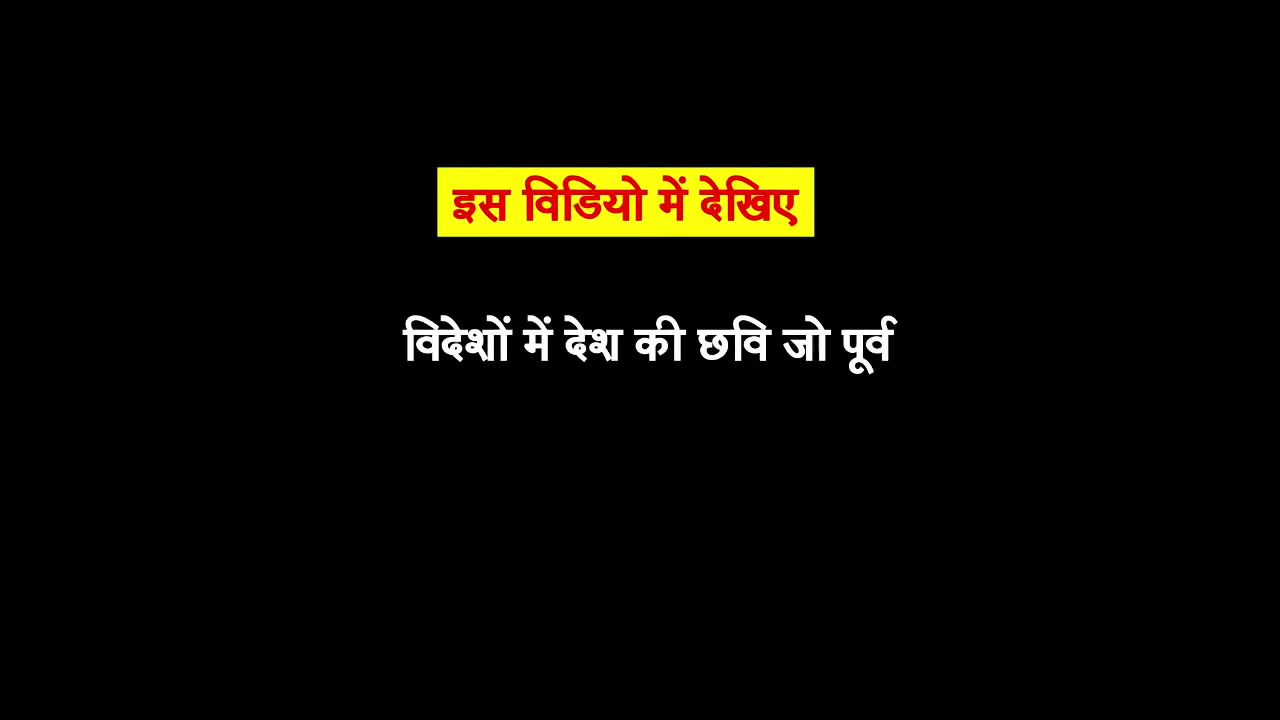 इस विडियो में देखिए
विदेशों में देश की छवि जो पूर्व